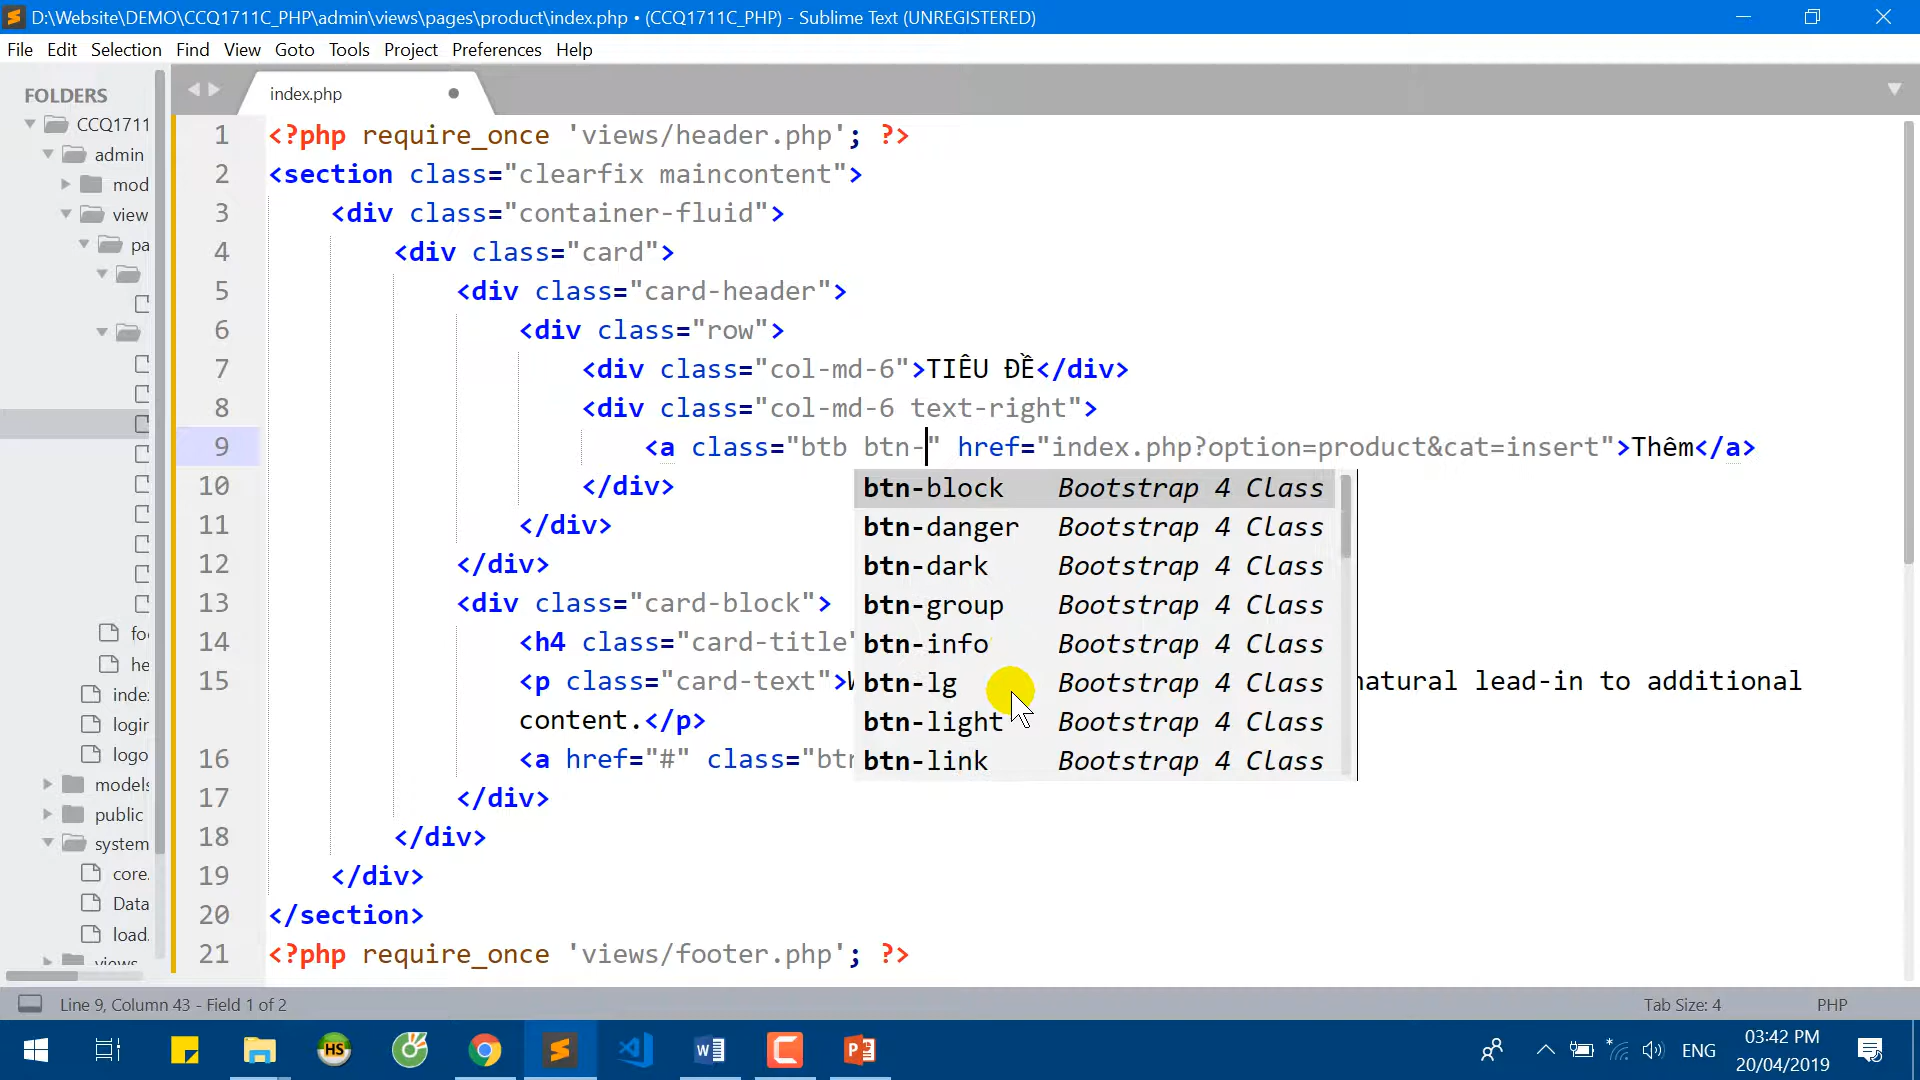 D:\Website\DEMO\CCQ1711C_PHP\admin\views\pages\product\index.php • (CCQ1711C_PHP) - Sublime Text (UNREGISTERED)
File Edit Selection Find View Goto Tools Project Preferences Help
FOLDERS
CCQ1711
admin
mod
view
pa
foo
he
index
login
logo
models
public
system
core.
Data
load.
views
index.php
1 <?php require_once 'views/header.php'; ?>
2 <section class="clearfix maincontent">
3 <div class="container-fluid">
4 <div class="card">
5 <div class="card-header">
6 <div class="row">
7 <div class="col-md-6">TIÊU ĐỀ</div>
8 <div class="col-md-6 text-right">
9 <a class="btb btn-" href="index.php?option=product&cat=insert">Thêm</a>
10 </div>
11 </div>
12 </div>
13 <div class="card-block">
14 <h4 class="card-title"
15 <p class="card-text"> natural lead-in to additional
content.</p>
16 <a href="#" class="btn
17 </div>
18 </div>
19 </div>
20 </section>
21 <?php require_once 'views/footer.php'; ?>
btn-block Bootstrap 4 Class
btn-danger Bootstrap 4 Class
btn-dark Bootstrap 4 Class
btn-group Bootstrap 4 Class
btn-info Bootstrap 4 Class
btn-lg Bootstrap 4 Class
btn-light Bootstrap 4 Class
btn-link Bootstrap 4 Class
Line 9, Column 43 - Field 1 of 2
Tab Size: 4
PHP
HS
ENG
03:42 PM
20/04/2019